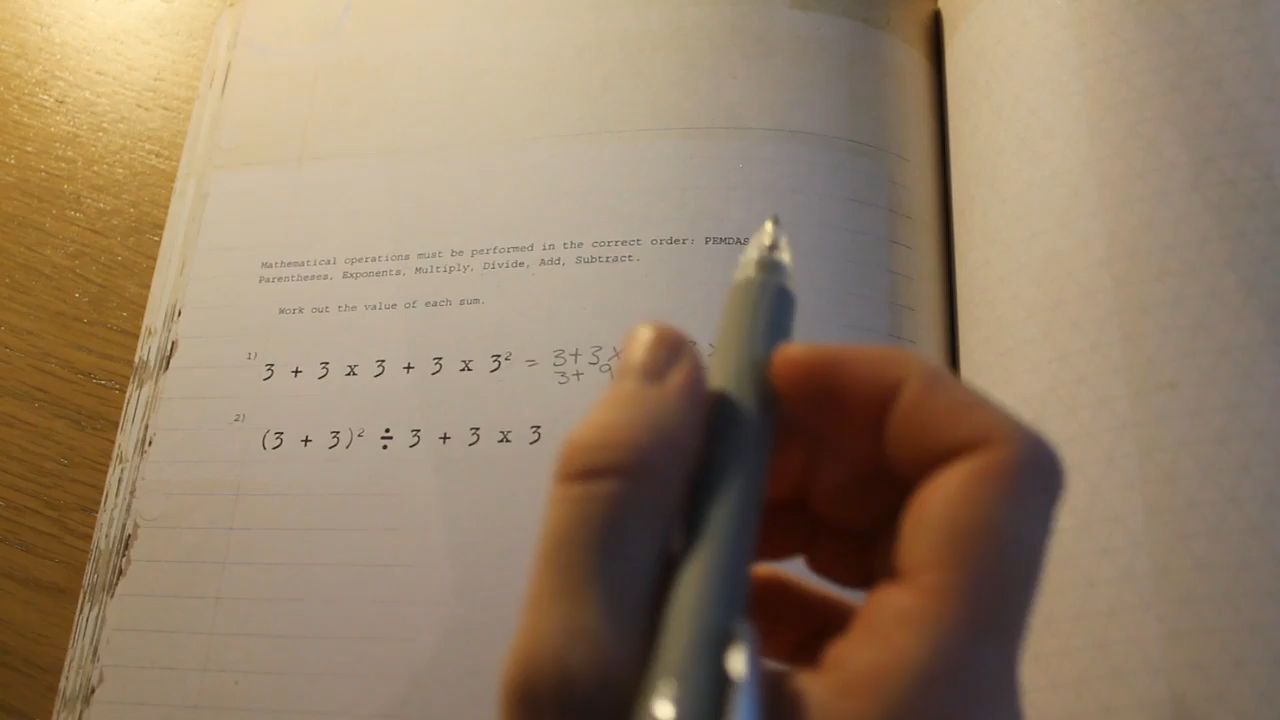 Mathematical operations must be performed in the correct order: PEMDAS
Parentheses, Exponents, Multiply, Divide, Add, Subtract.
Work out the value of each sum.
1)
3 + 3 x 3 + 3 x 3² = 3+3x
3+ 9
2)
(3 + 3)² ÷ 3 + 3 x 3